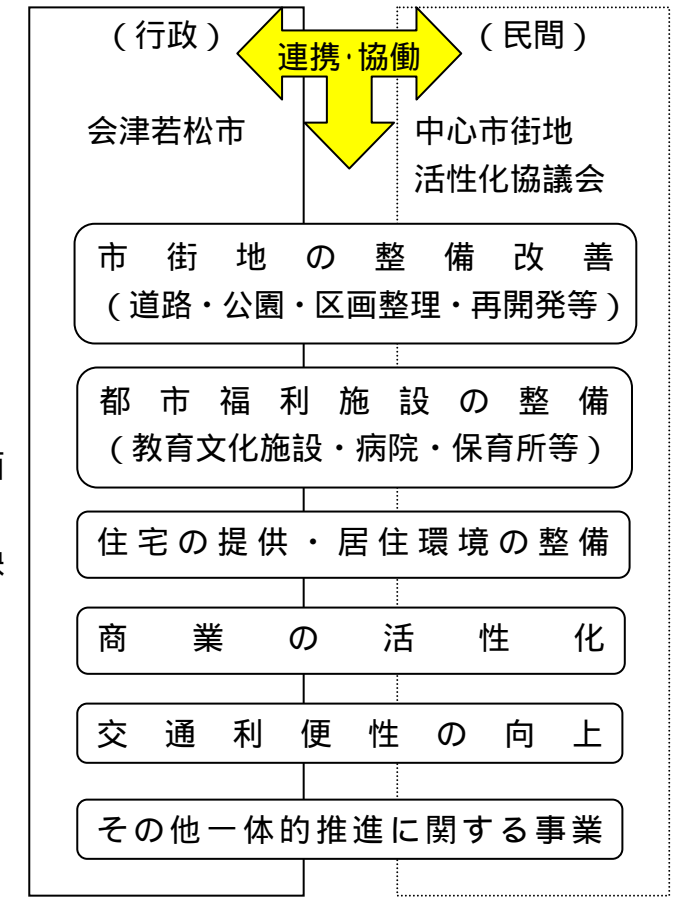 （行政）
連携・協働
（民間）
会津若松市
中心市街地
活性化協議会
市街地の整備改善
（道路・公園・区画整理・再開発等）
都市福利施設の整備
（教育文化施設・病院・保育所等）
住宅の提供・居住環境の整備
商業の活性化
交通利便性の向上
その他一体的推進に関する事業